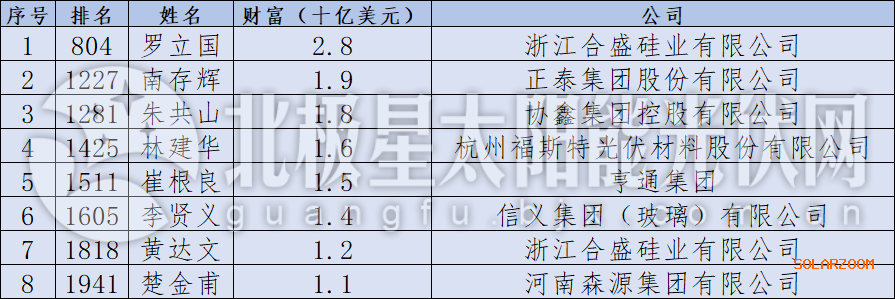 序号 排名 姓名 财富（十亿美元） 公司
1 804 罗立国 2.8 浙江合盛硅业有限公司
2 1227 南存辉 1.9 正泰集团股份有限公司
3 1281 朱共山 1.8 协鑫集团控股有限公司
4 1425 林建华 1.6 杭州福斯特光伏材料股份有限公司
5 1511 崔根良 1.5 亨通集团
6 1605 李贤义 1.4 信义集团（玻璃）有限公司
7 1818 黄达文 1.2 浙江合盛硅业有限公司
8 1941 楚金甫 1.1 河南森源集团有限公司
北极星太阳能光伏网
guangfu.bjx.com.cn
SOLARZOOM